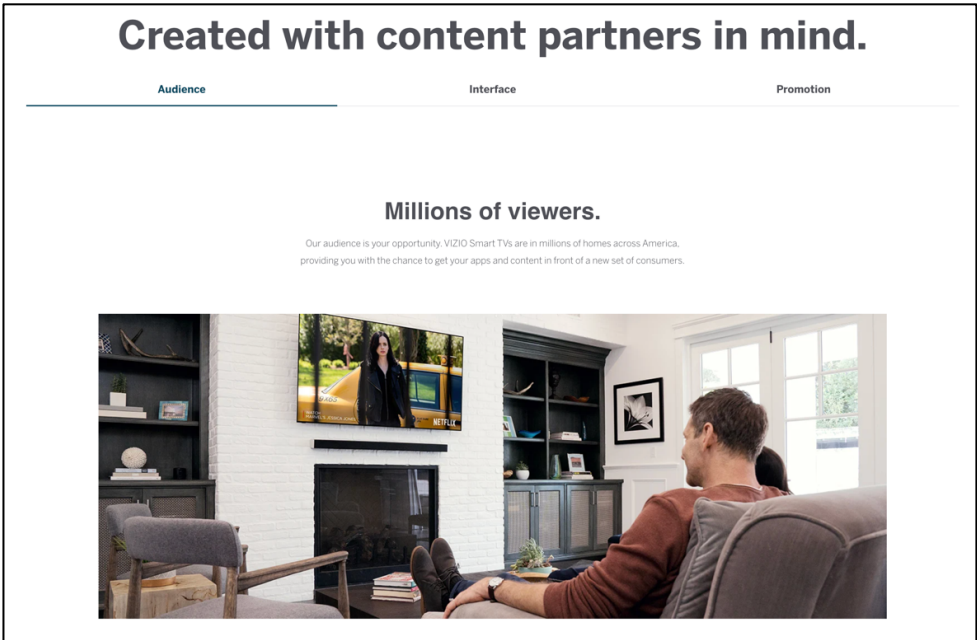 Created with content partners in mind.
Audience Interface Promotion
Millions of viewers.
Our audience is your opportunity. VIZIO Smart TVs are in millions of homes across America,
providing you with the chance to get your apps and content in front of a new set of consumers.
WATCH
NETFLIX